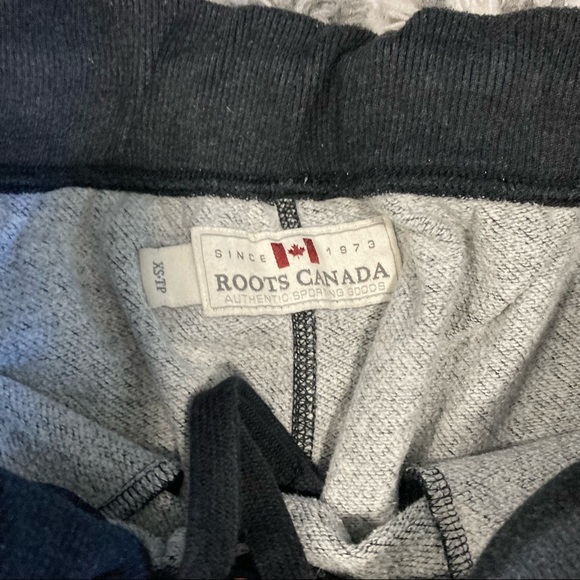 SINCE 1973
ROOTS CANADA
AUTHENTIC SPORTING GOODS
XS·TP